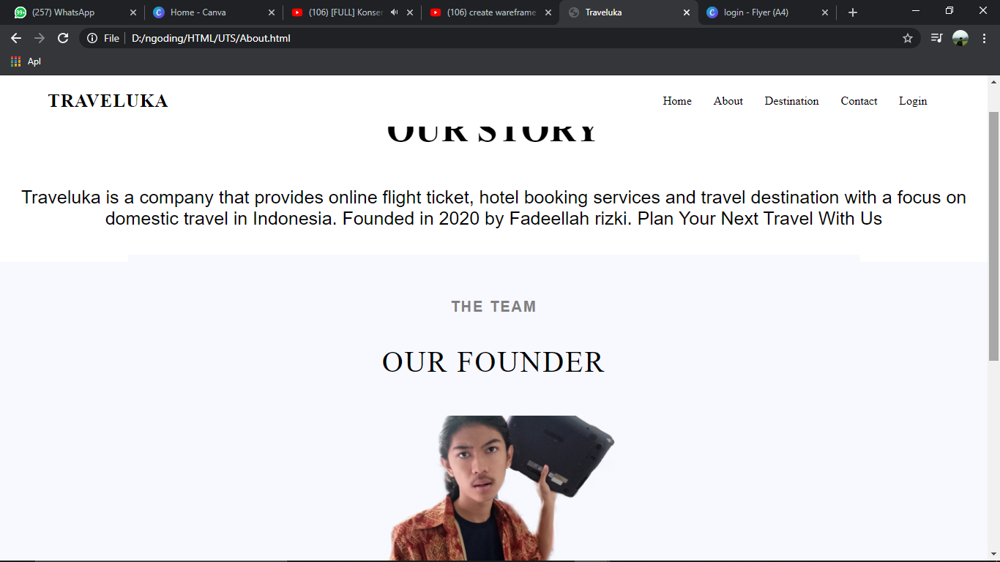 (257) WhatsApp
Home - Canva
(106) [FULL] Konser
(106) create wareframe
Traveluka
login - Flyer (A4)
File
D:/ngoding/HTML/UTS/About.html
Apl
TRAVELUKA
Home About Destination Contact Login
OUR STORY
Traveluka is a company that provides online flight ticket, hotel booking services and travel destination with a focus on
domestic travel in Indonesia. Founded in 2020 by Fadeellah rizki. Plan Your Next Travel With Us
THE TEAM
OUR FOUNDER